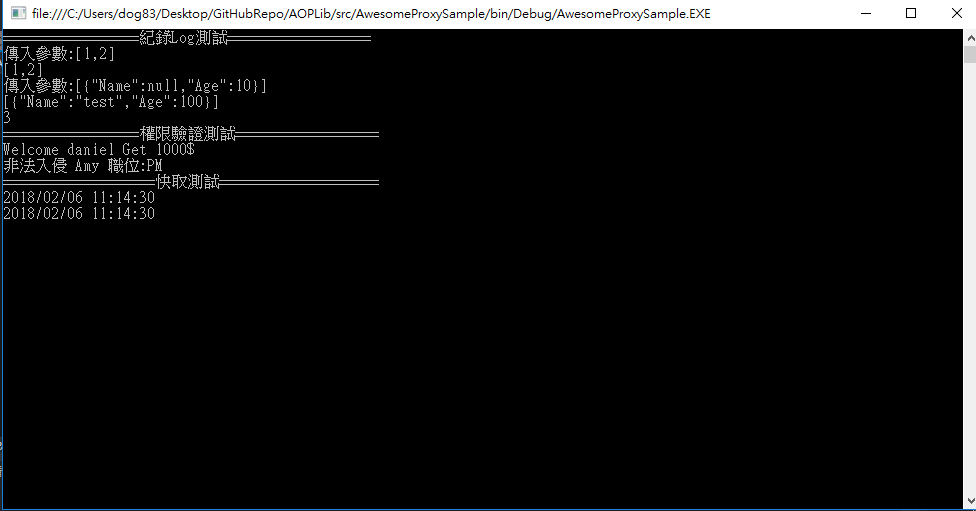 file:///C:/Users/dog83/Desktop/GitHubRepo/AOPLib/src/AwesomeProxySample/bin/Debug/AwesomeProxySample.EXE
=================紀錄Log測試==================
傳入參數:[1,2]
[1,2]
傳入參數:[{"Name":null,"Age":10}]
[{"Name":"test","Age":100}]
3
=================權限驗證測試==================
Welcome daniel Get 1000$
非法入侵 Amy 職位:PM
===================快取測試====================
2018/02/06 11:14:30
2018/02/06 11:14:30